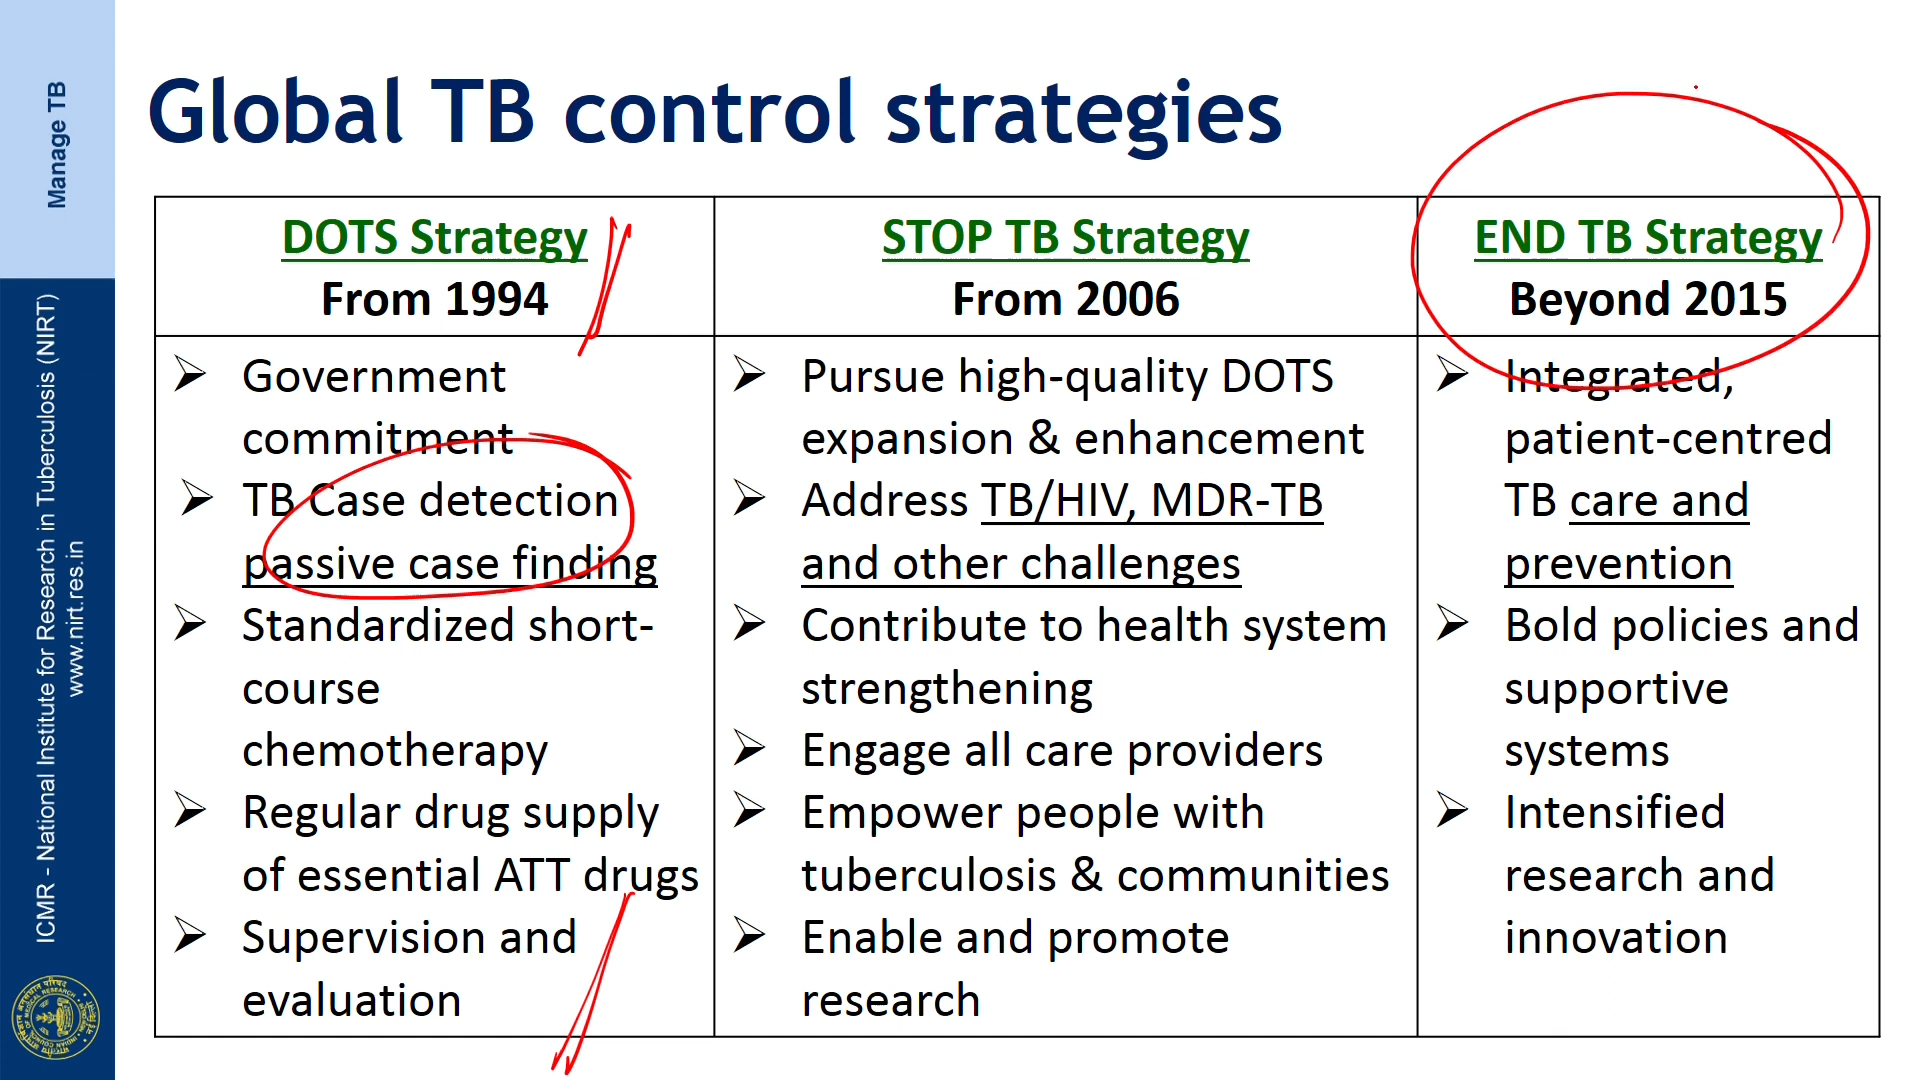 Manage TB
ICMR - National Institute for Research in Tuberculosis (NIRT)
www.nirt.res.in
Global TB control strategies
DOTS Strategy
From 1994
➢ Government
commitment
➢ TB Case detection
passive case finding
➢ Standardized short-
course
chemotherapy
➢ Regular drug supply
of essential ATT drugs
➢ Supervision and
evaluation
STOP TB Strategy
From 2006
➢ Pursue high-quality DOTS
expansion & enhancement
➢ Address TB/HIV, MDR-TB
and other challenges
➢ Contribute to health system
strengthening
➢ Engage all care providers
➢ Empower people with
tuberculosis & communities
➢ Enable and promote
research
END TB Strategy
Beyond 2015
➢ Integrated,
patient-centred
TB care and
prevention
➢ Bold policies and
supportive
systems
➢ Intensified
research and
innovation